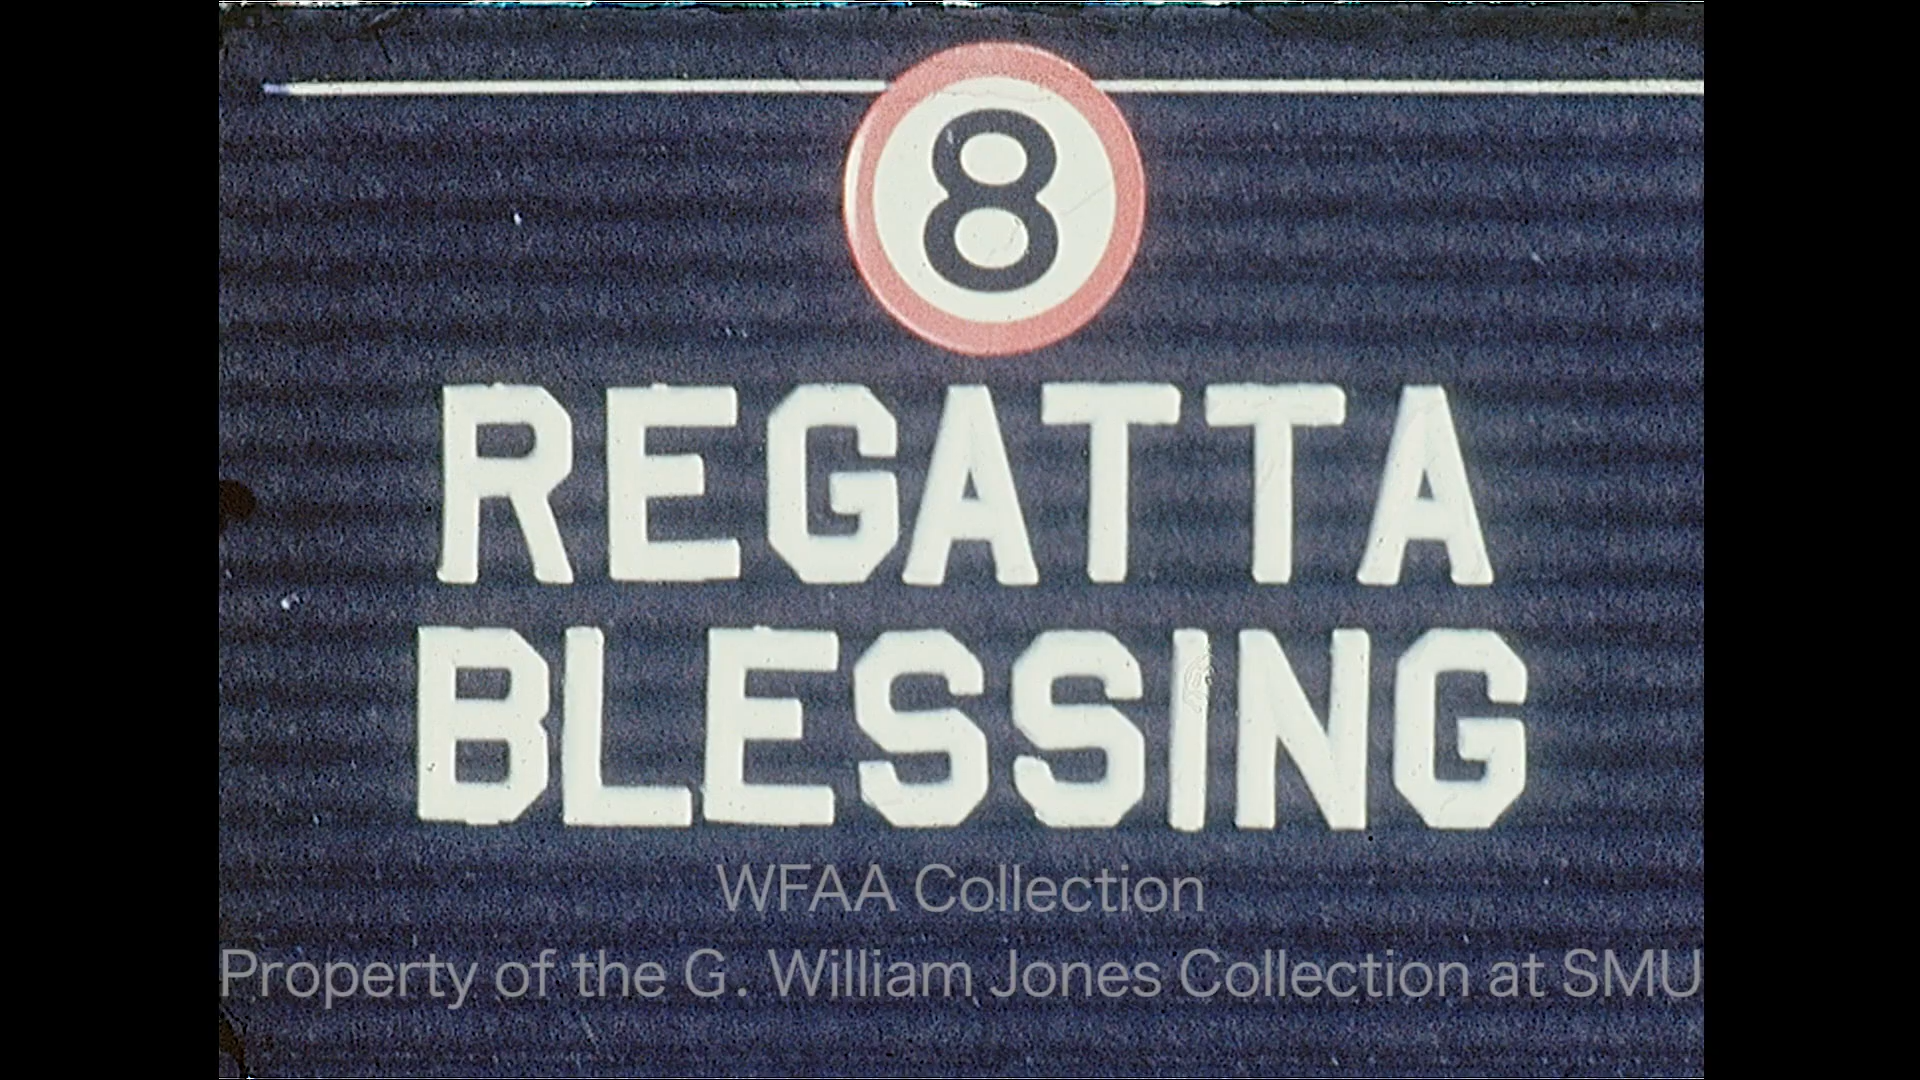 8
REGATTA
BLESSING
WFAA Collection
Property of the G. William Jones Collection at SMU